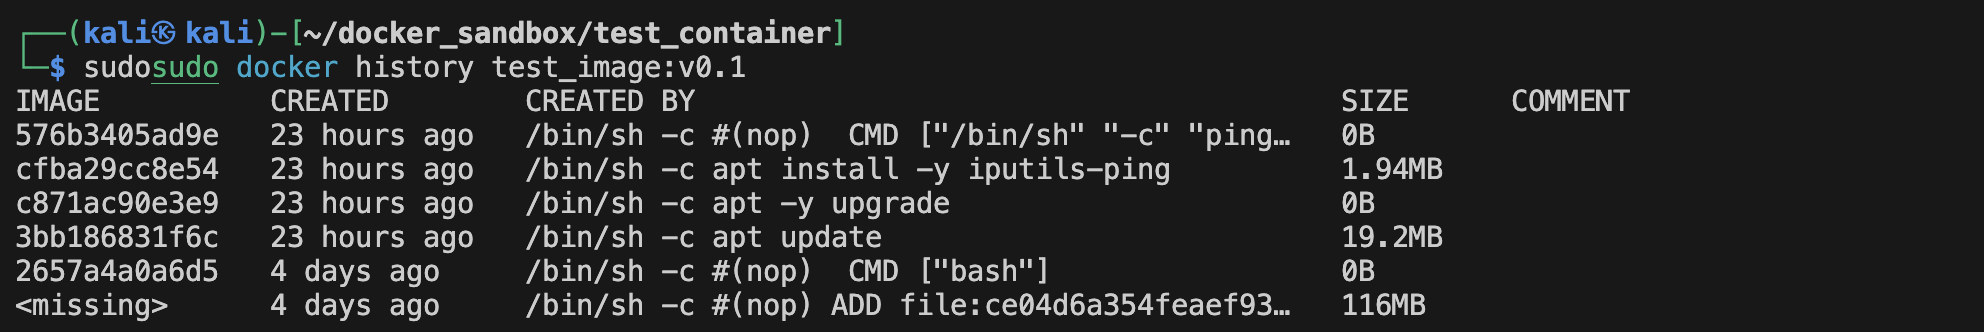 ┌──(kali㉿kali)-[~/docker_sandbox/test_container]
└─$ sudosudo docker history test_image:v0.1
IMAGE          CREATED        CREATED BY                                      SIZE      COMMENT
576b3405ad9e   23 hours ago   /bin/sh -c #(nop)  CMD ["/bin/sh" "-c" "ping…   0B
cfba29cc8e54   23 hours ago   /bin/sh -c apt install -y iputils-ping          1.94MB
c871ac90e3e9   23 hours ago   /bin/sh -c apt -y upgrade                       0B
3bb186831f6c   23 hours ago   /bin/sh -c apt update                           19.2MB
2657a4a0a6d5   4 days ago     /bin/sh -c #(nop)  CMD ["bash"]                 0B
<missing>      4 days ago     /bin/sh -c #(nop) ADD file:ce04d6a354feaef93…   116MB